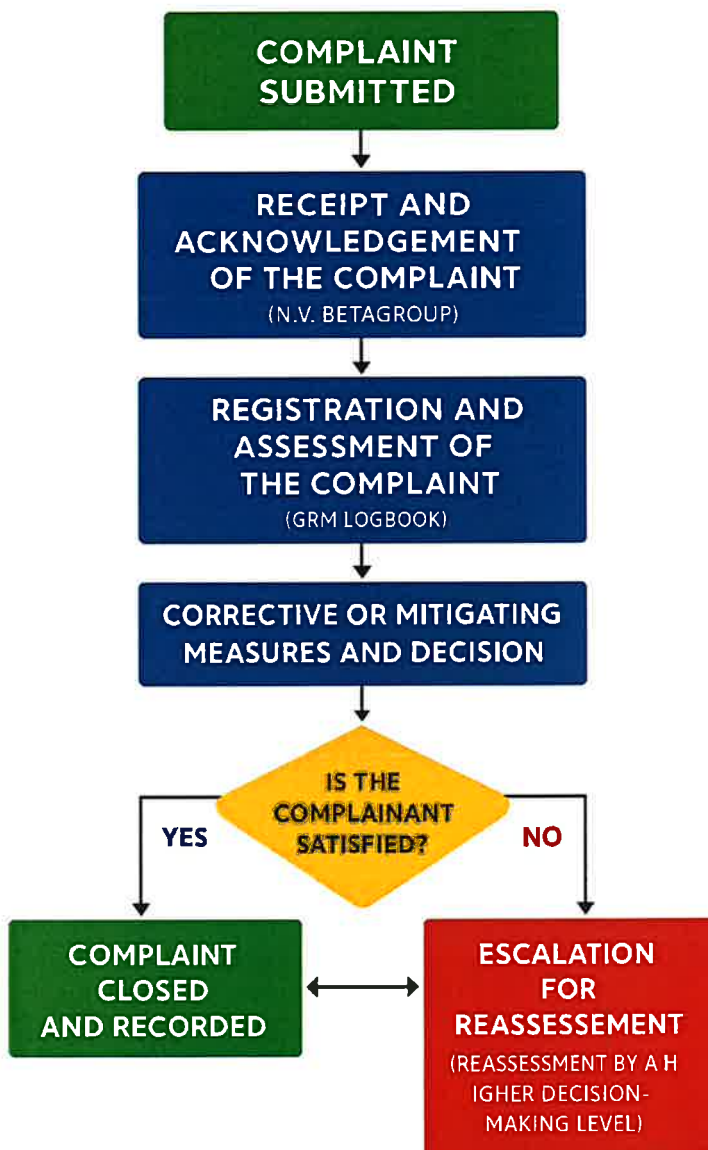 COMPLAINT
SUBMITTED
RECEIPT AND
ACKNOWLEDGEMENT
OF THE COMPLAINT
(N.V. BETAGROUP)
REGISTRATION AND
ASSESSMENT OF
THE COMPLAINT
(GRM LOGBOOK)
CORRECTIVE OR MITIGATING
MEASURES AND DECISION
IS THE
COMPLAINANT
SATISFIED?
YES
NO
COMPLAINT
CLOSED
AND RECORDED
ESCALATION
FOR
REASSESSEMENT
(REASSESSMENT BY A H
IGHER DECISION-
MAKING LEVEL)